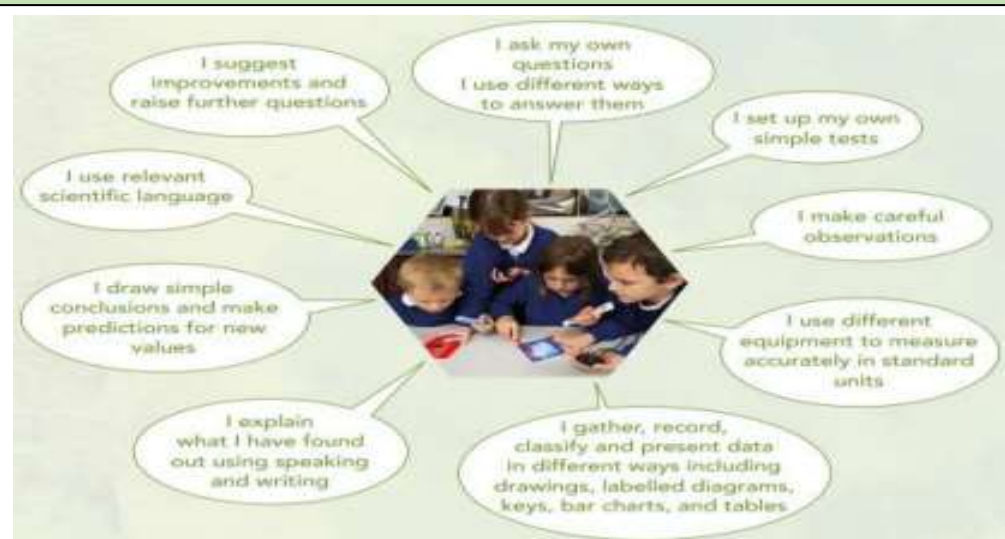 I ask my own
questions
I use different ways
to answer them
I set up my own
simple tests
I make careful
observations
I use different
equipment to measure
accurately in standard
units
I gather, record,
classify and present data
in different ways including
drawings, labelled diagrams,
keys, bar charts, and tables
I explain
what I have found
out using speaking
and writing
I draw simple
conclusions and make
predictions for new
values
I use relevant
scientific language
I suggest
improvements and
raise further questions